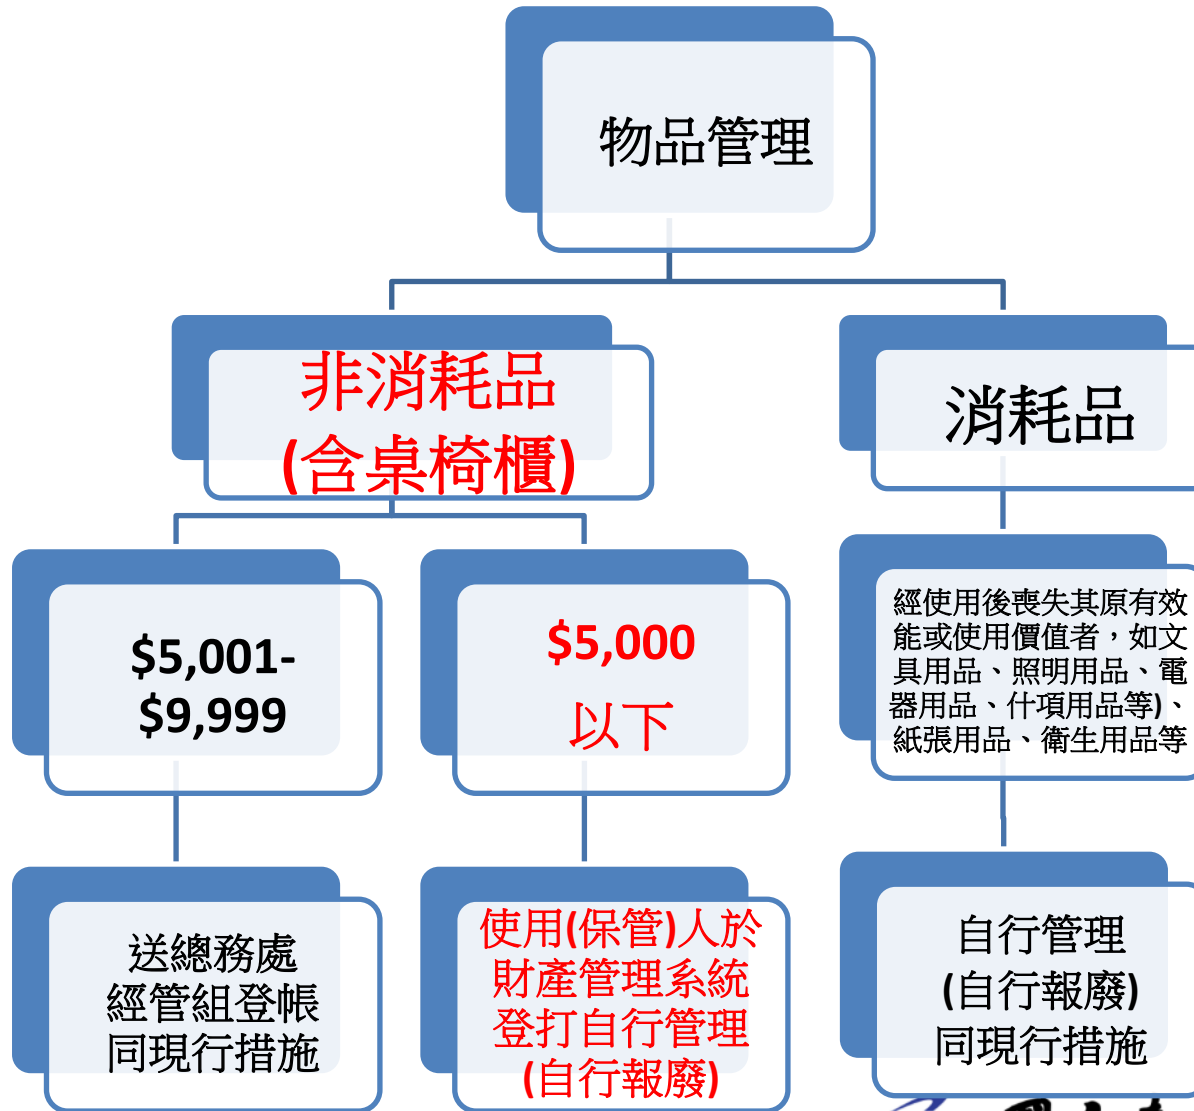 物品管理
非消耗品
(含桌椅櫃)
消耗品
$5,001-
$9,999
$5,000
以下
經使用後喪失其原有效
能或使用價值者，如文
具用品、照明用品、電
器用品、什項用品等)、
紙張用品、衛生用品等
送總務處
經管組登帳
同現行措施
使用(保管)人於
財產管理系統
登打自行管理
(自行報廢)
自行管理
(自行報廢)
同現行措施